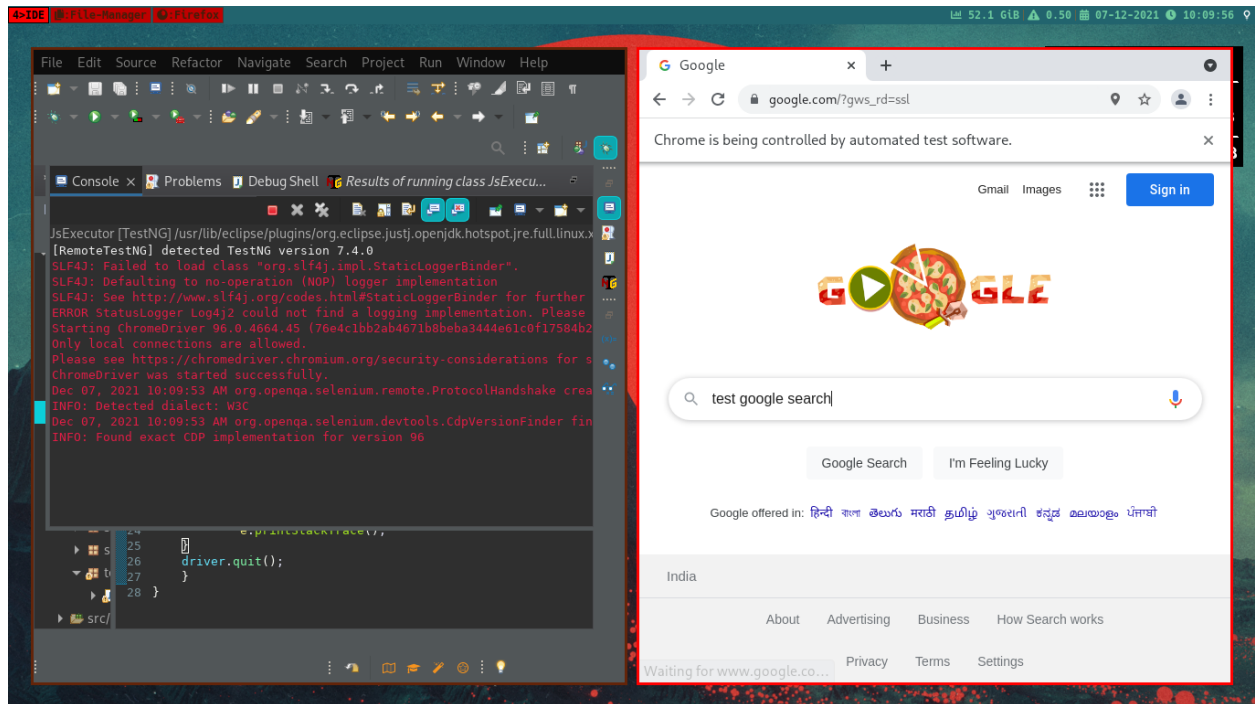 4>IDE File-Manager Firefox 52.1 GiB 0.50 07-12-2021 10:09:56
File Edit Source Refactor Navigate Search Project Run Window Help
Console Problems Debug Shell Results of running class JsExecu...
JsExecutor [TestNG] /usr/lib/eclipse/plugins/org.eclipse.justj.openjdk.hotspot.jre.full.linux.x
[RemoteTestNG] detected TestNG version 7.4.0
SLF4J: Failed to load class "org.slf4j.impl.StaticLoggerBinder".
SLF4J: Defaulting to no-operation (NOP) logger implementation
SLF4J: See http://www.slf4j.org/codes.html#StaticLoggerBinder for further
ERROR StatusLogger Log4j2 could not find a logging implementation. Please
Starting ChromeDriver 96.0.4664.45 (76e4c1bb2ab4671b8beba3444e61c0f17584b2
Only local connections are allowed.
Please see https://chromedriver.chromium.org/security-considerations for s
ChromeDriver was started successfully.
Dec 07, 2021 10:09:53 AM org.openqa.selenium.remote.ProtocolHandshake crea
INFO: Detected dialect: W3C
Dec 07, 2021 10:09:53 AM org.openqa.selenium.devtools.CdpVersionFinder fin
INFO: Found exact CDP implementation for version 96
24 e.printStackTrace();
25 }
26 driver.quit();
27 }
28 }
src/
Google
google.com/?gws_rd=ssl
Chrome is being controlled by automated test software.
Gmail Images Sign in
GOOGLE
test google search
Google Search I'm Feeling Lucky
Google offered in: हिन्दी বাংলা తెలుగు मराठी தமிழ் ગુજરાતી ಕನ್ನಡ മലയാളം ਪੰਜਾਬੀ
India
About Advertising Business How Search works
Privacy Terms Settings
Waiting for www.google.co...